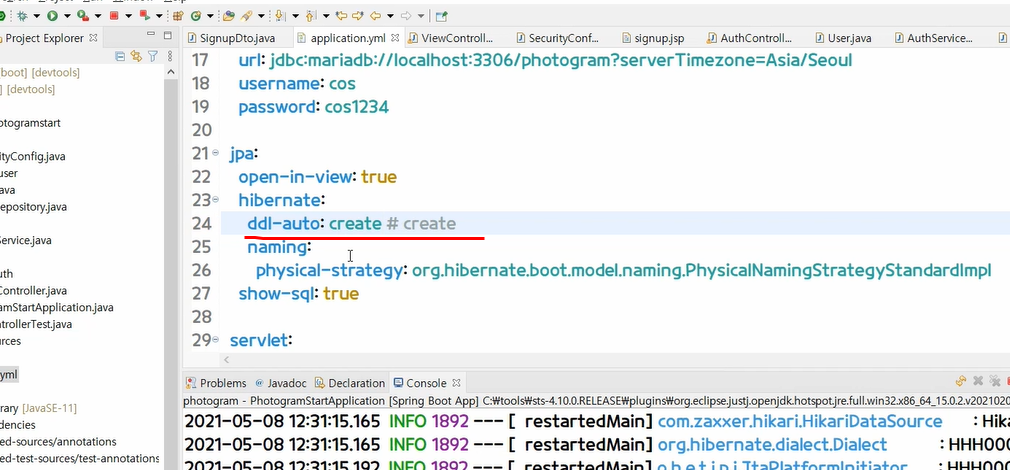 SignupDto.java application.yml ViewControll... SecurityConf... signup.jsp AuthControll... User.java AuthService...
Project Explorer
boot] [devtools]
] [devtools]
otogramstart
ityConfig.java
user
ava
epository.java
Service.java
uth
Controller.java
ramStartApplication.java
ntrollerTest.java
urces
yml
rary [JavaSE-11]
dencies
ed-sources/annotations
ed-test-sources/test-annotations
17 url: jdbc:mariadb://localhost:3306/photogram?serverTimezone=Asia/Seoul
18 username: cos
19 password: cos1234
20
21 jpa:
22 open-in-view: true
23 hibernate:
24 ddl-auto: create # create
25 naming:
26 physical-strategy: org.hibernate.boot.model.naming.PhysicalNamingStrategyStandardImpl
27 show-sql: true
28
29 servlet:
Problems Javadoc Declaration Console
photogram - PhotogramStartApplication [Spring Boot App] C:₩tools₩sts-4.10.0.RELEASE₩plugins₩org.eclipse.justj.openjdk.hotspot.jre.full.win32.x86_64_15.0.2.v2021020
2021-05-08 12:31:15.165 INFO 1892 --- [ restartedMain] com.zaxxer.hikari.HikariDataSource : Hika
2021-05-08 12:31:15.165 INFO 1892 --- [ restartedMain] org.hibernate.dialect.Dialect : HHH000
2021-05-08 12:31:15.192 INFO 1892 --- [ restartedMain] o.h.e.t.j.p.i.JtaPlatformInitiator : HHH000